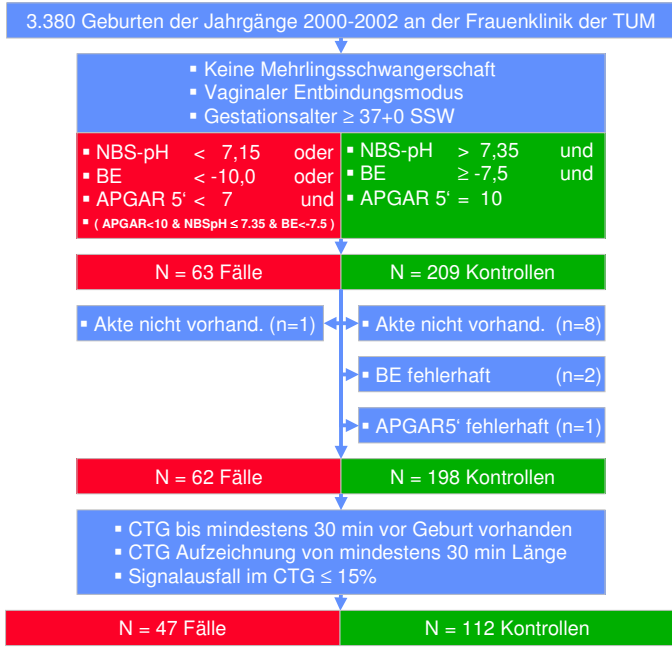 3.380 Geburten der Jahrgänge 2000-2002 an der Frauenklinik der TUM
▪ Keine Mehrlingsschwangerschaft
▪ Vaginaler Entbindungsmodus
▪ Gestationsalter ≥ 37+0 SSW
▪ NBS-pH < 7,15 oder
▪ BE < -10,0 oder
▪ APGAR 5‘ < 7 und
▪ ( APGAR<10 & NBSpH ≤ 7.35 & BE<-7.5 )
▪ NBS-pH > 7,35 und
▪ BE ≥ -7,5 und
▪ APGAR 5‘ = 10
N = 63 Fälle
N = 209 Kontrollen
▪ Akte nicht vorhand. (n=1)
▪ Akte nicht vorhand. (n=8)
▪ BE fehlerhaft (n=2)
▪ APGAR5‘ fehlerhaft (n=1)
N = 62 Fälle
N = 198 Kontrollen
▪ CTG bis mindestens 30 min vor Geburt vorhanden
▪ CTG Aufzeichnung von mindestens 30 min Länge
▪ Signalausfall im CTG ≤ 15%
N = 47 Fälle
N = 112 Kontrollen